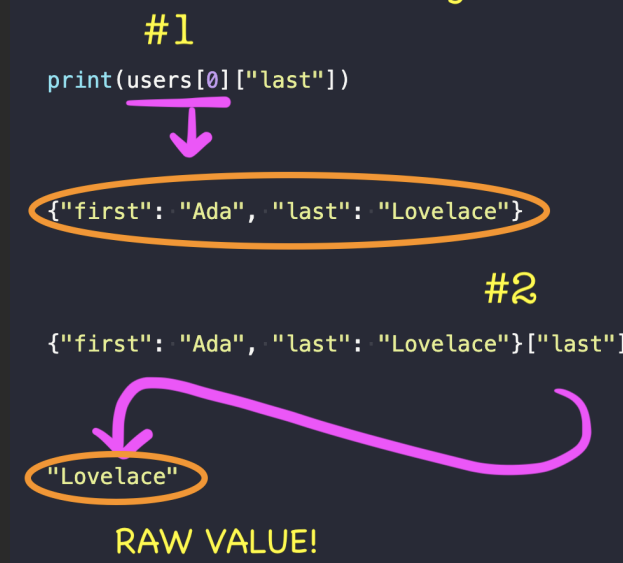 #1
print(users[0]["last"])
{"first": "Ada", "last": "Lovelace"}
#2
{"first": "Ada", "last": "Lovelace"}["last"]
"Lovelace"
RAW VALUE!